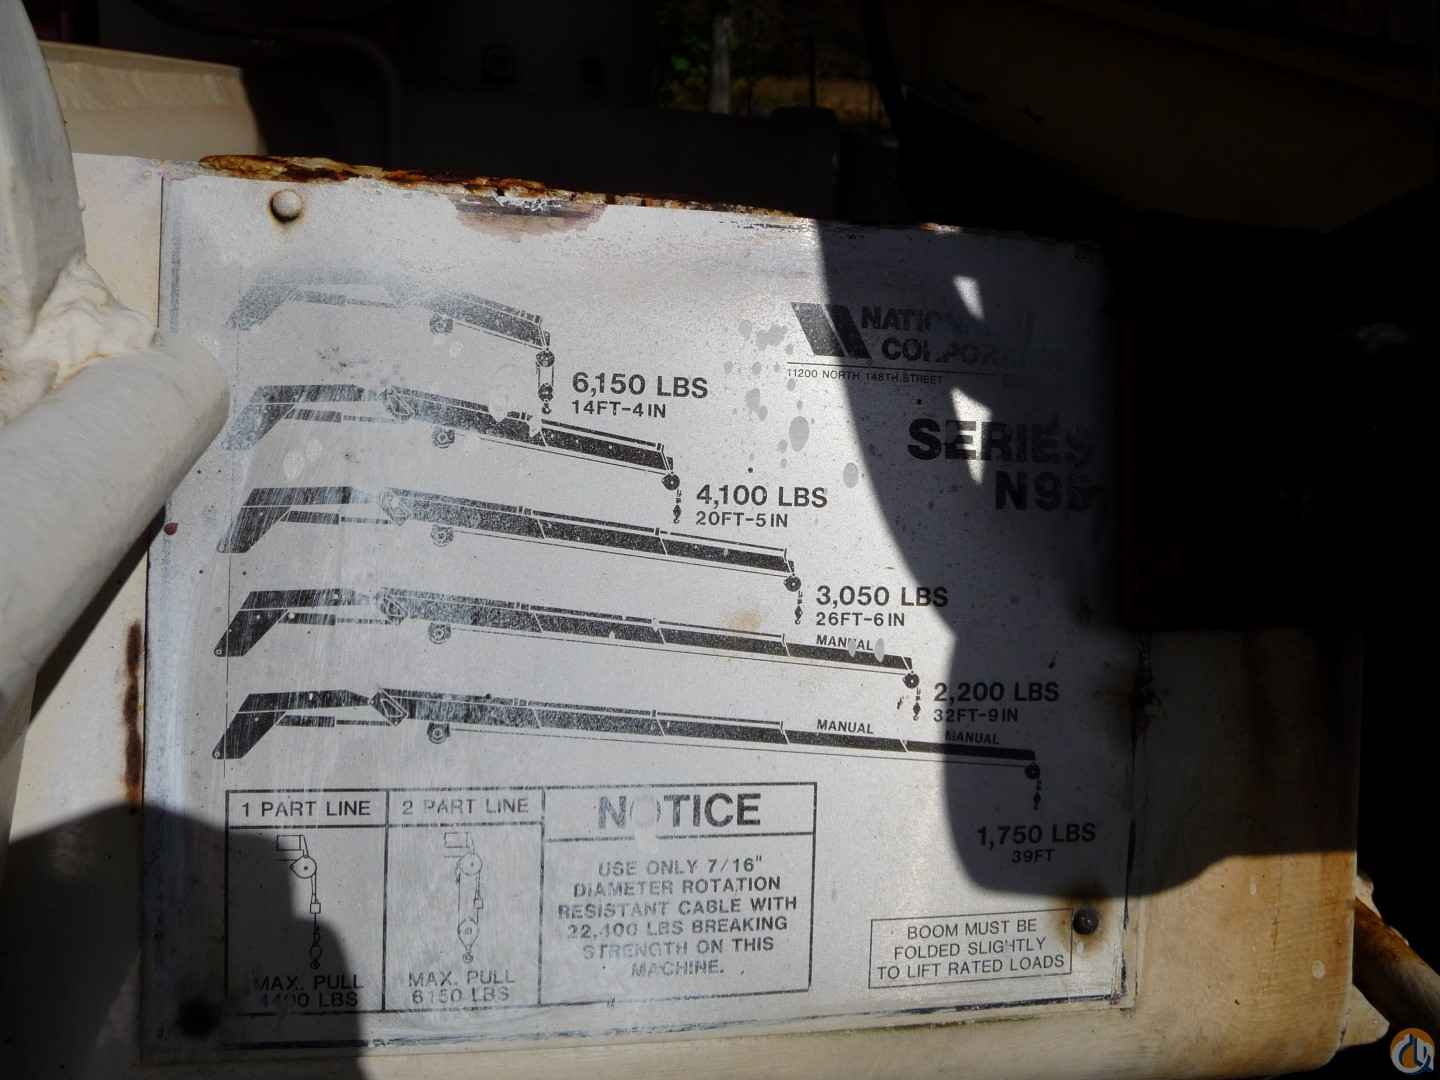 6,150 LBS
14FT-4IN
4,100 LBS
20FT-5IN
3,050 LBS
26FT-6IN
MANUAL
2,200 LBS
32FT-9IN
MANUAL
MANUAL
1,750 LBS
39FT
11200 NORTH 148TH STREET
SERIES
1 PART LINE
MAX. PULL
LBS
2 PART LINE
MAX. PULL
6150 LBS
NOTICE
USE ONLY 7/16"
DIAMETER ROTATION
RESISTANT CABLE WITH
22,400 LBS BREAKING
STRENGTH ON THIS
MACHINE.
BOOM MUST BE
FOLDED SLIGHTLY
TO LIFT RATED LOADS